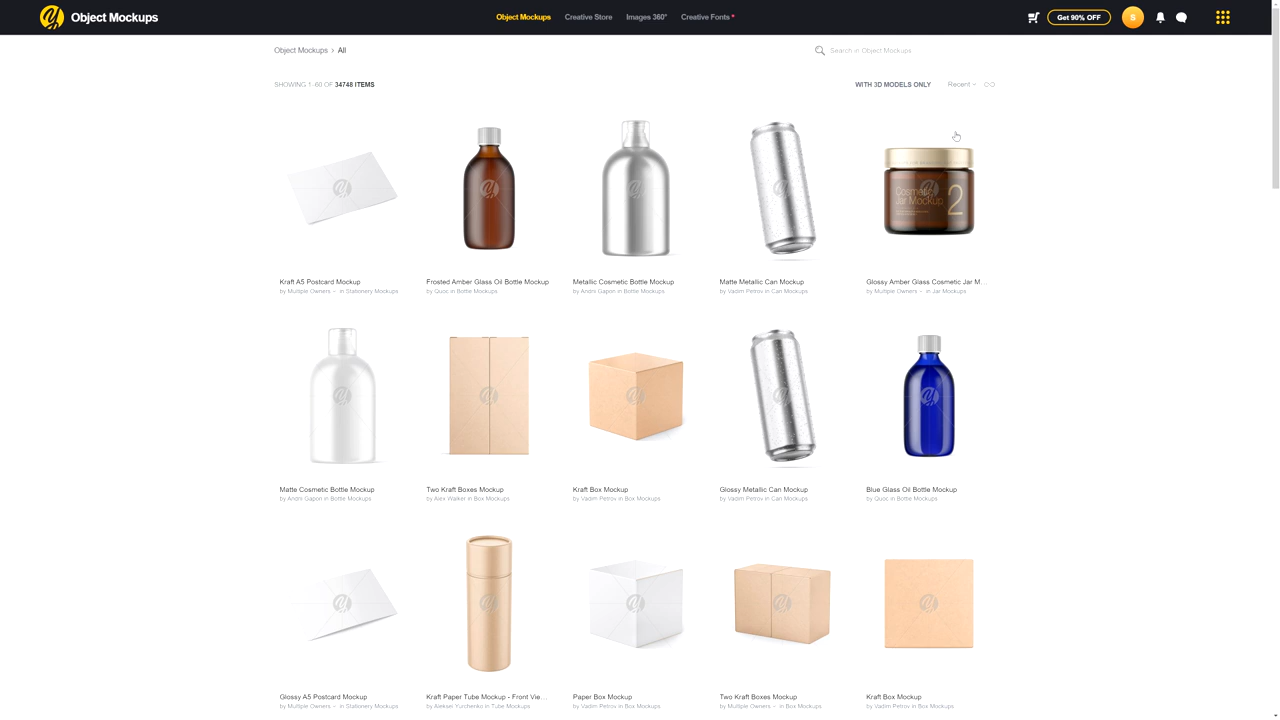 Object Mockups
Object Mockups Creative Store Images 360° Creative Fonts
Get 90% OFF
S
Object Mockups > All
Search in Object Mockups
SHOWING 1-60 OF 34748 ITEMS
WITH 3D MODELS ONLY
Recent
Cosmetic
Jar Mockup
2
Kraft A5 Postcard Mockup
by Multiple Owners in Stationery Mockups
Frosted Amber Glass Oil Bottle Mockup
by Quoc in Bottle Mockups
Metallic Cosmetic Bottle Mockup
by Andrii Gapon in Bottle Mockups
Matte Metallic Can Mockup
by Vadim Petrov in Can Mockups
Glossy Amber Glass Cosmetic Jar M...
by Multiple Owners in Jar Mockups
Matte Cosmetic Bottle Mockup
by Andrii Gapon in Bottle Mockups
Two Kraft Boxes Mockup
by Alex Walker in Box Mockups
Kraft Box Mockup
by Vadim Petrov in Box Mockups
Glossy Metallic Can Mockup
by Vadim Petrov in Can Mockups
Blue Glass Oil Bottle Mockup
by Quoc in Bottle Mockups
Glossy A5 Postcard Mockup
by Multiple Owners in Stationery Mockups
Kraft Paper Tube Mockup - Front Vie...
by Aleksei Yurchenko in Tube Mockups
Paper Box Mockup
by Vadim Petrov in Box Mockups
Two Kraft Boxes Mockup
by Multiple Owners in Box Mockups
Kraft Box Mockup
by Vadim Petrov in Box Mockups